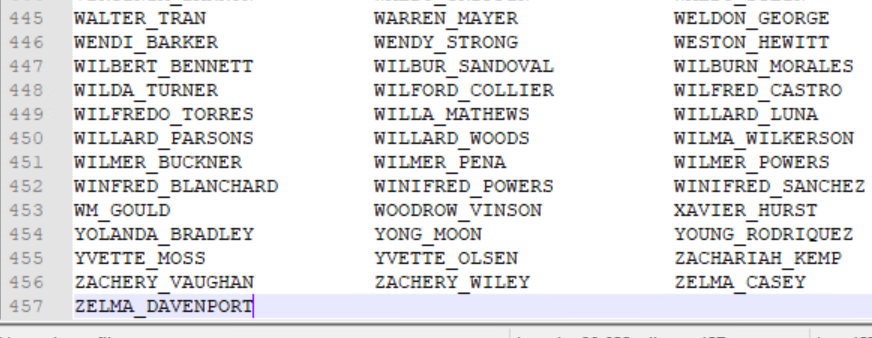 445 WALTER_TRAN WARREN_MAYER WELDON_GEORGE
446 WENDI_BARKER WENDY_STRONG WESTON_HEWITT
447 WILBERT_BENNETT WILBUR_SANDOVAL WILBURN_MORALES
448 WILDA_TURNER WILFORD_COLLIER WILFRED_CASTRO
449 WILFREDO_TORRES WILLA_MATHEWS WILLARD_LUNA
450 WILLARD_PARSONS WILLARD_WOODS WILMA_WILKERSON
451 WILMER_BUCKNER WILMER_PENA WILMER_POWERS
452 WINFRED_BLANCHARD WINIFRED_POWERS WINIFRED_SANCHEZ
453 WM_GOULD WOODROW_VINSON XAVIER_HURST
454 YOLANDA_BRADLEY YONG_MOON YOUNG_RODRIQUEZ
455 YVETTE_MOSS YVETTE_OLSEN ZACHARIAH_KEMP
456 ZACHERY_VAUGHAN ZACHERY_WILEY ZELMA_CASEY
457 ZELMA_DAVENPORT